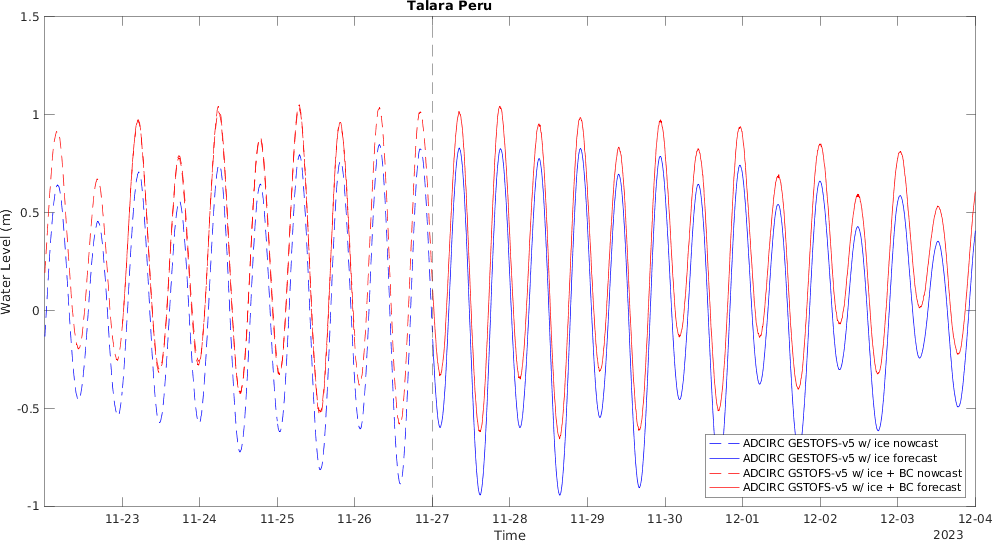 Talara Peru
1.5
1
0.5
0
-0.5
-1
Water Level (m)
ADCIRC GESTOFS-v5 w/ ice nowcast
ADCIRC GESTOFS-v5 w/ ice forecast
ADCIRC GSTOFS-v5 w/ ice + BC nowcast
ADCIRC GSTOFS-v5 w/ ice + BC forecast
11-23 11-24 11-25 11-26 11-27 11-28 11-29 11-30 12-01 12-02 12-03 12-04
Time
2023